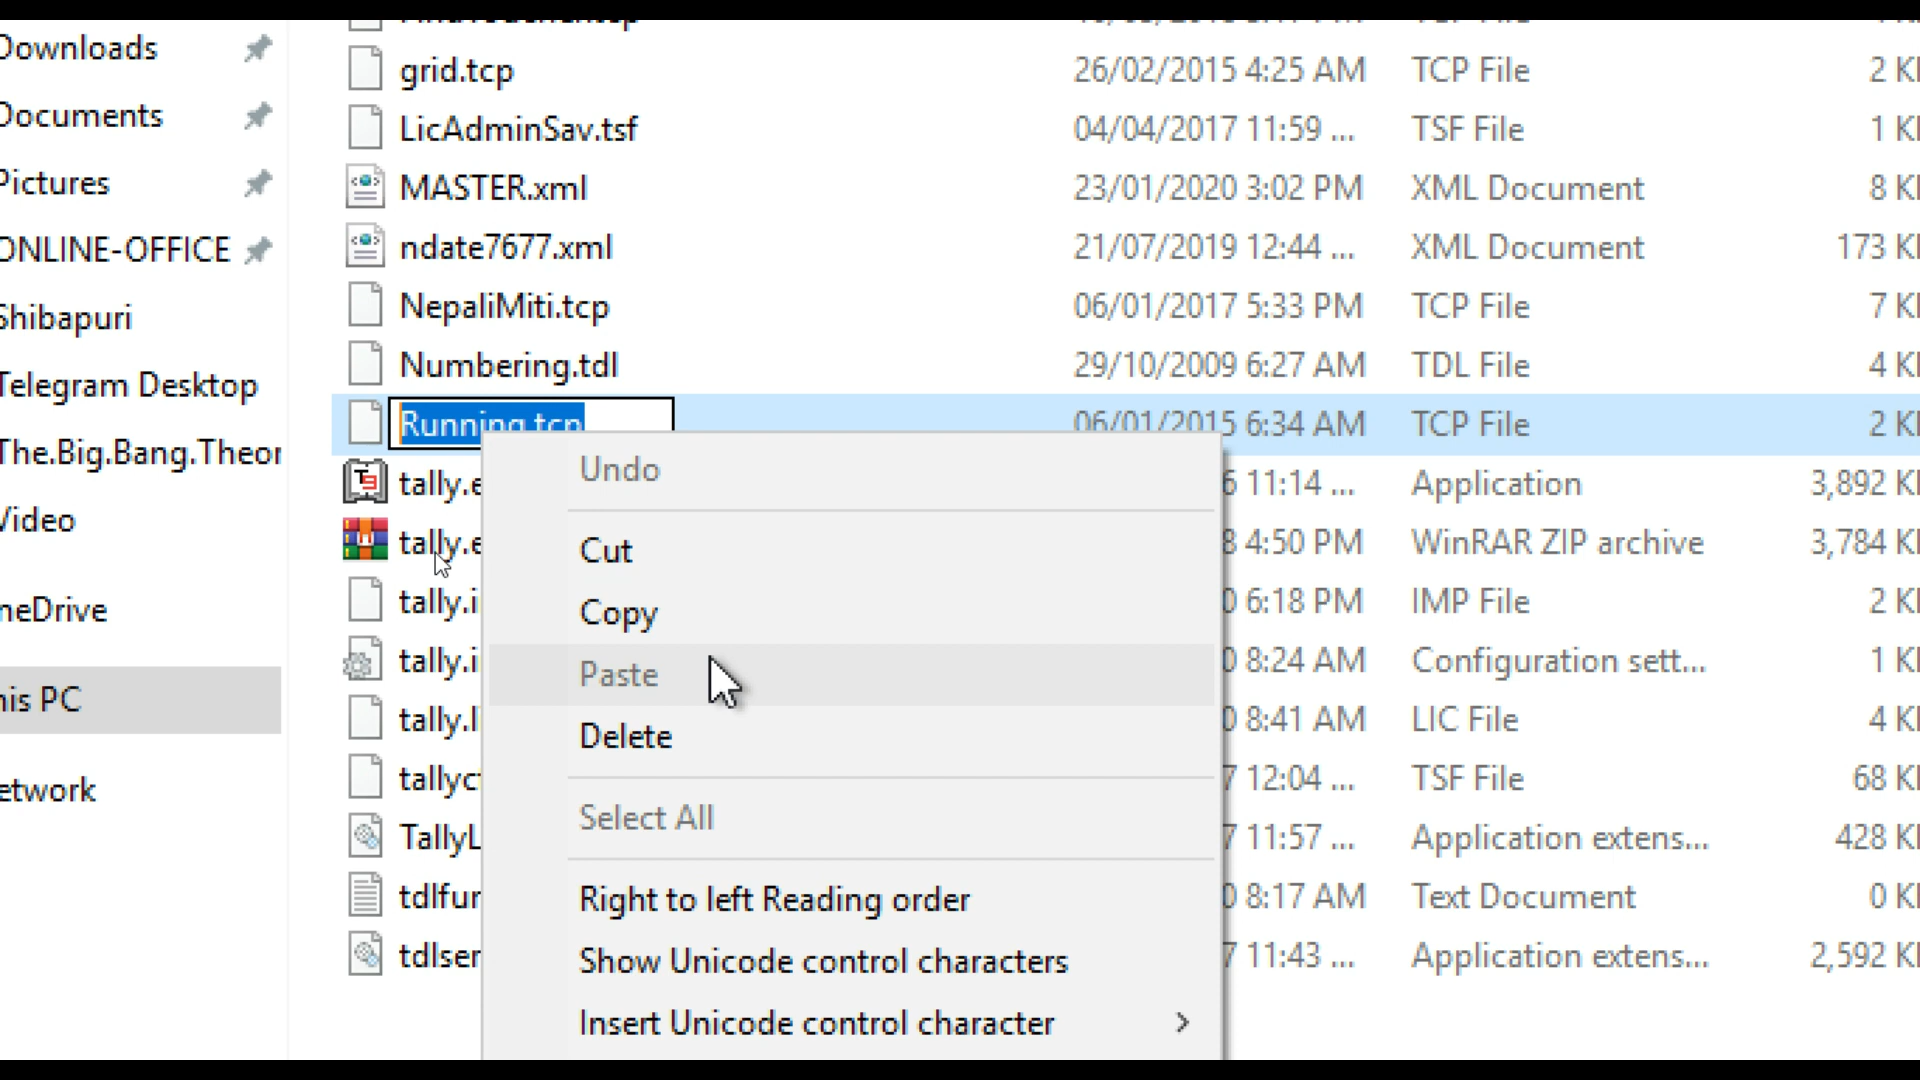 Downloads
Documents
Pictures
ONLINE-OFFICE
Shibapuri
Telegram Desktop
The.Big.Bang.Theor
Video
neDrive
his PC
etwork
grid.tcp 26/02/2015 4:25 AM TCP File 2 K
LicAdminSav.tsf 04/04/2017 11:59 ... TSF File 1 K
MASTER.xml 23/01/2020 3:02 PM XML Document 8 K
ndate7677.xml 21/07/2019 12:44 ... XML Document 173 K
NepaliMiti.tcp 06/01/2017 5:33 PM TCP File 7 K
Numbering.tdl 29/10/2009 6:27 AM TDL File 4 K
Running.tcp 06/01/2015 6:34 AM TCP File 2 K
tally.e 6 11:14 ... Application 3,892 K
tally.e 8 4:50 PM WinRAR ZIP archive 3,784 K
tally.i 0 6:18 PM IMP File 2 K
tally.i 0 8:24 AM Configuration sett... 1 K
tally.l 0 8:41 AM LIC File 4 K
tallyc 7 12:04 ... TSF File 68 K
TallyL 7 11:57 ... Application extens... 428 K
tdlfur 0 8:17 AM Text Document 0 K
tdlser 7 11:43 ... Application extens... 2,592 K
Undo
Cut
Copy
Paste
Delete
Select All
Right to left Reading order
Show Unicode control characters
Insert Unicode control character